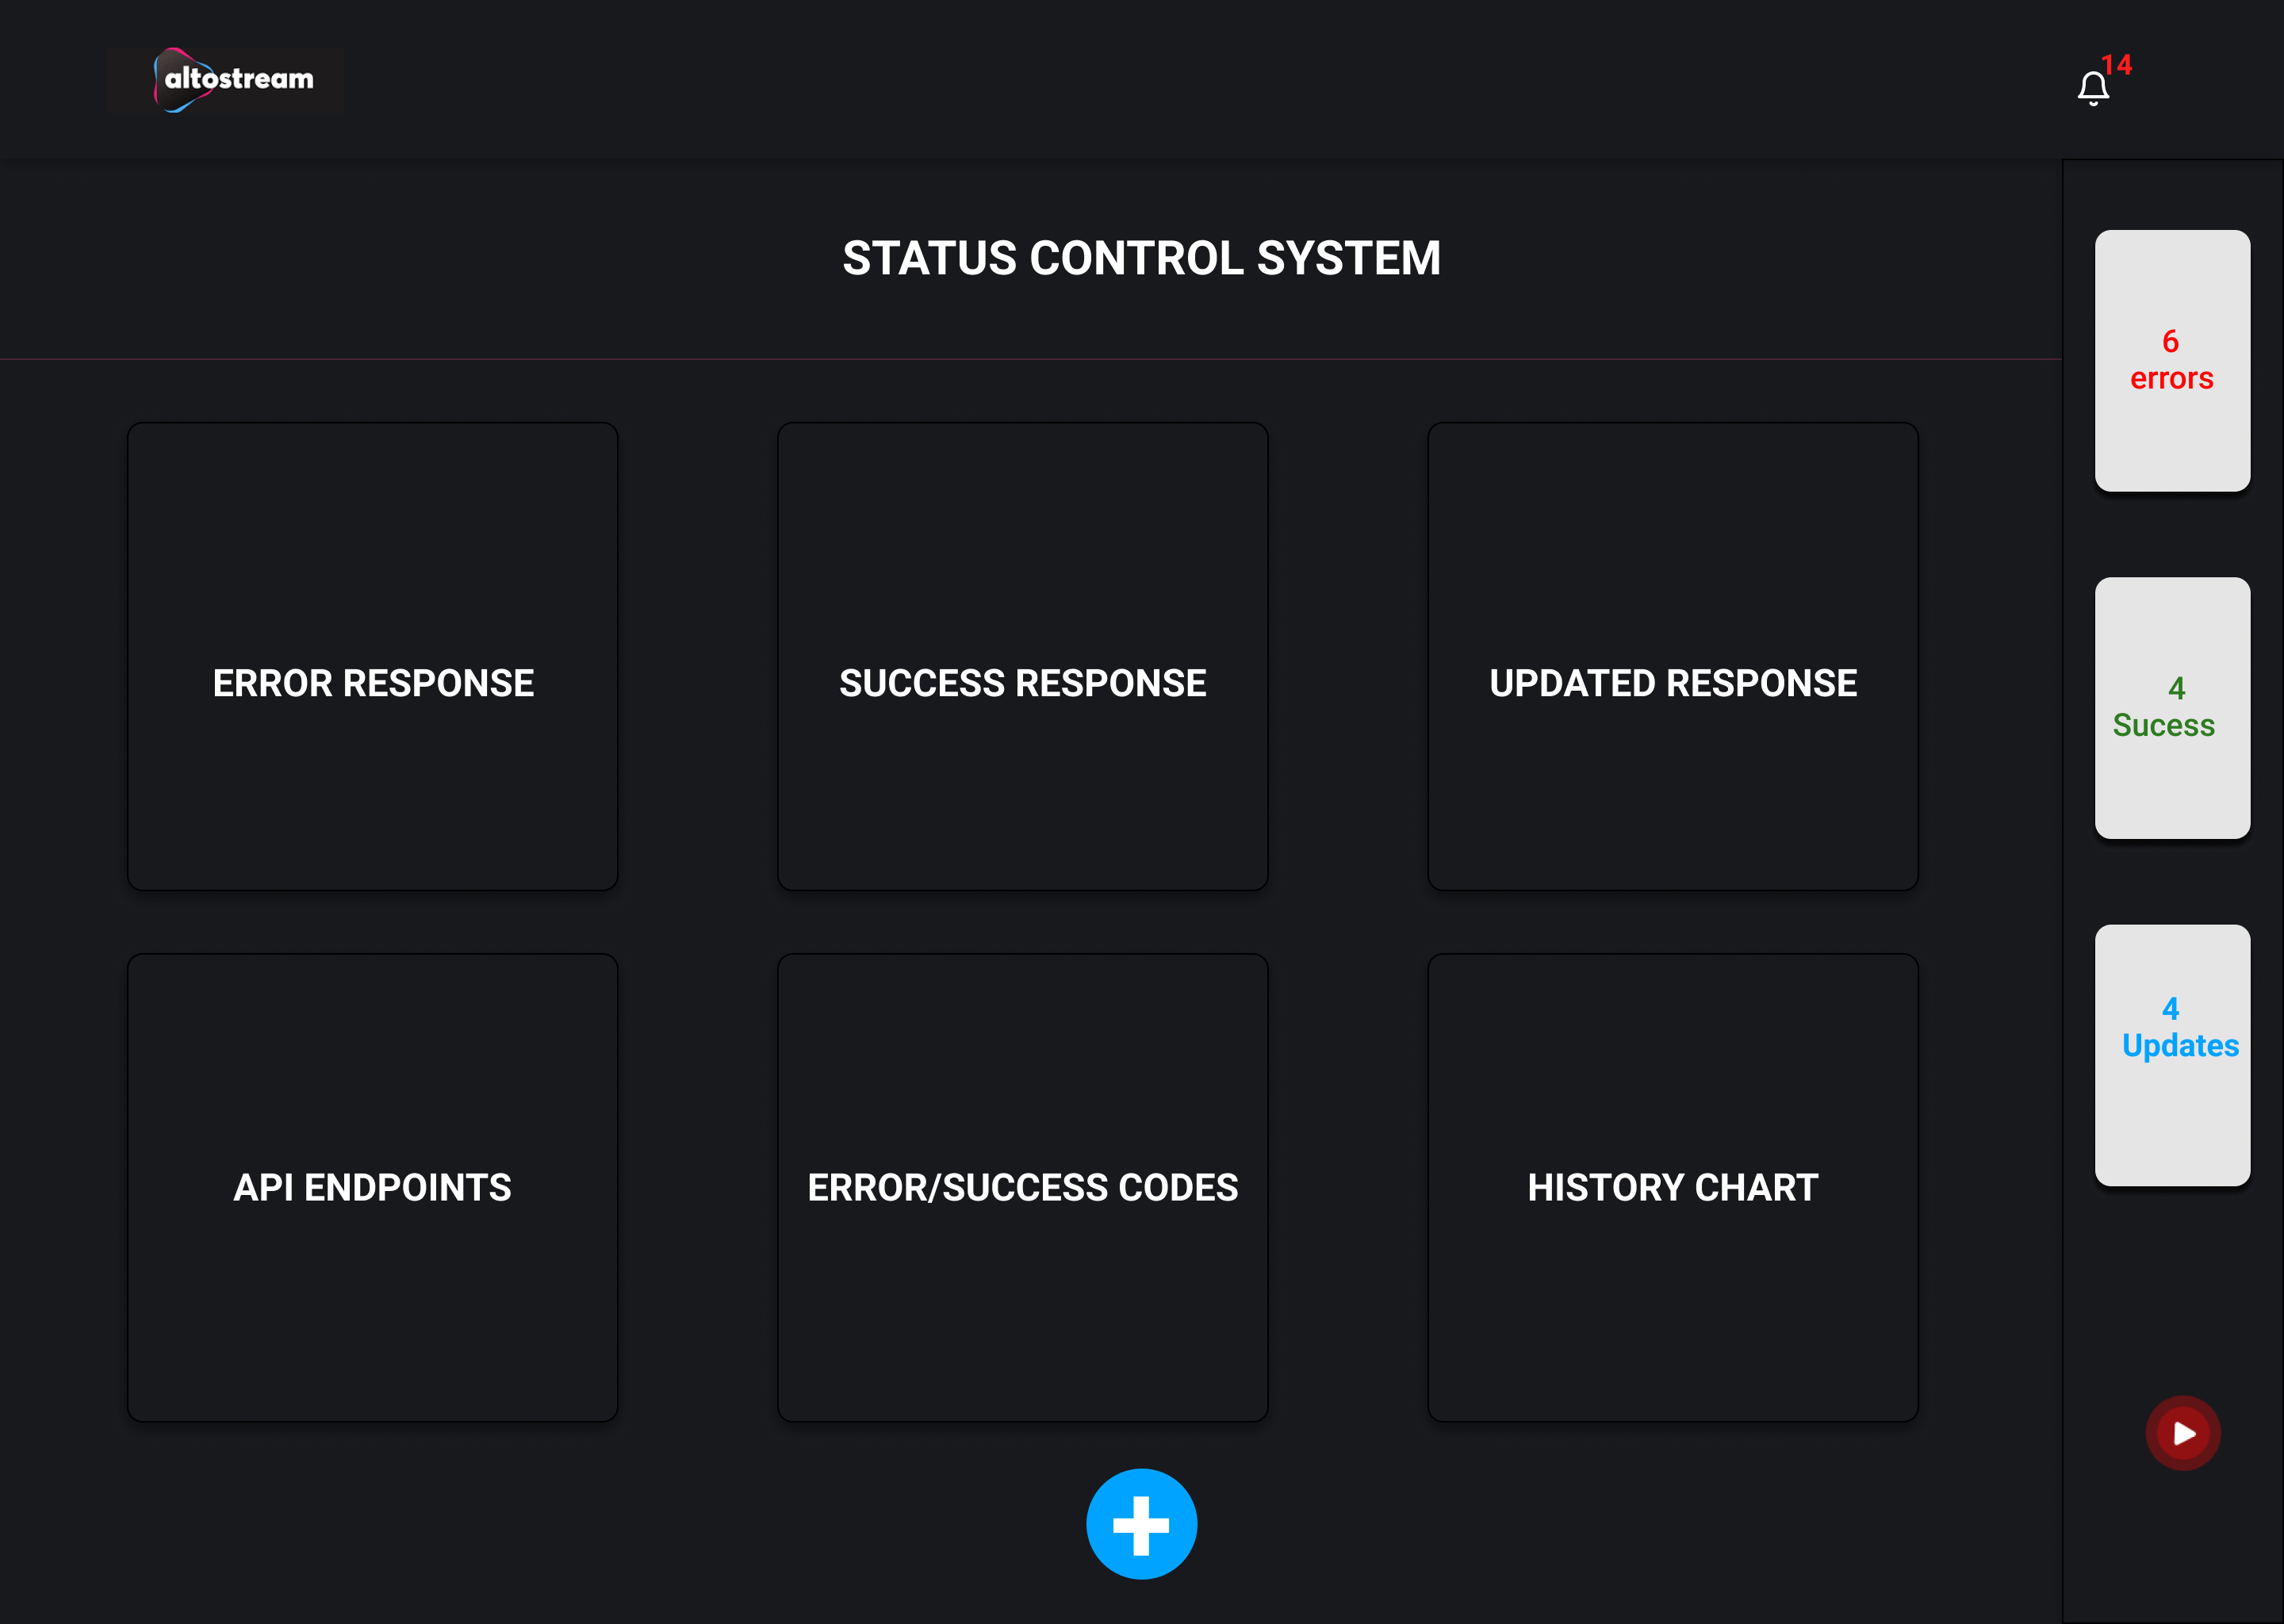 altostream
14
STATUS CONTROL SYSTEM
6
errors
ERROR RESPONSE
SUCCESS RESPONSE
UPDATED RESPONSE
4
Sucess
4
Updates
API ENDPOINTS
ERROR/SUCCESS CODES
HISTORY CHART